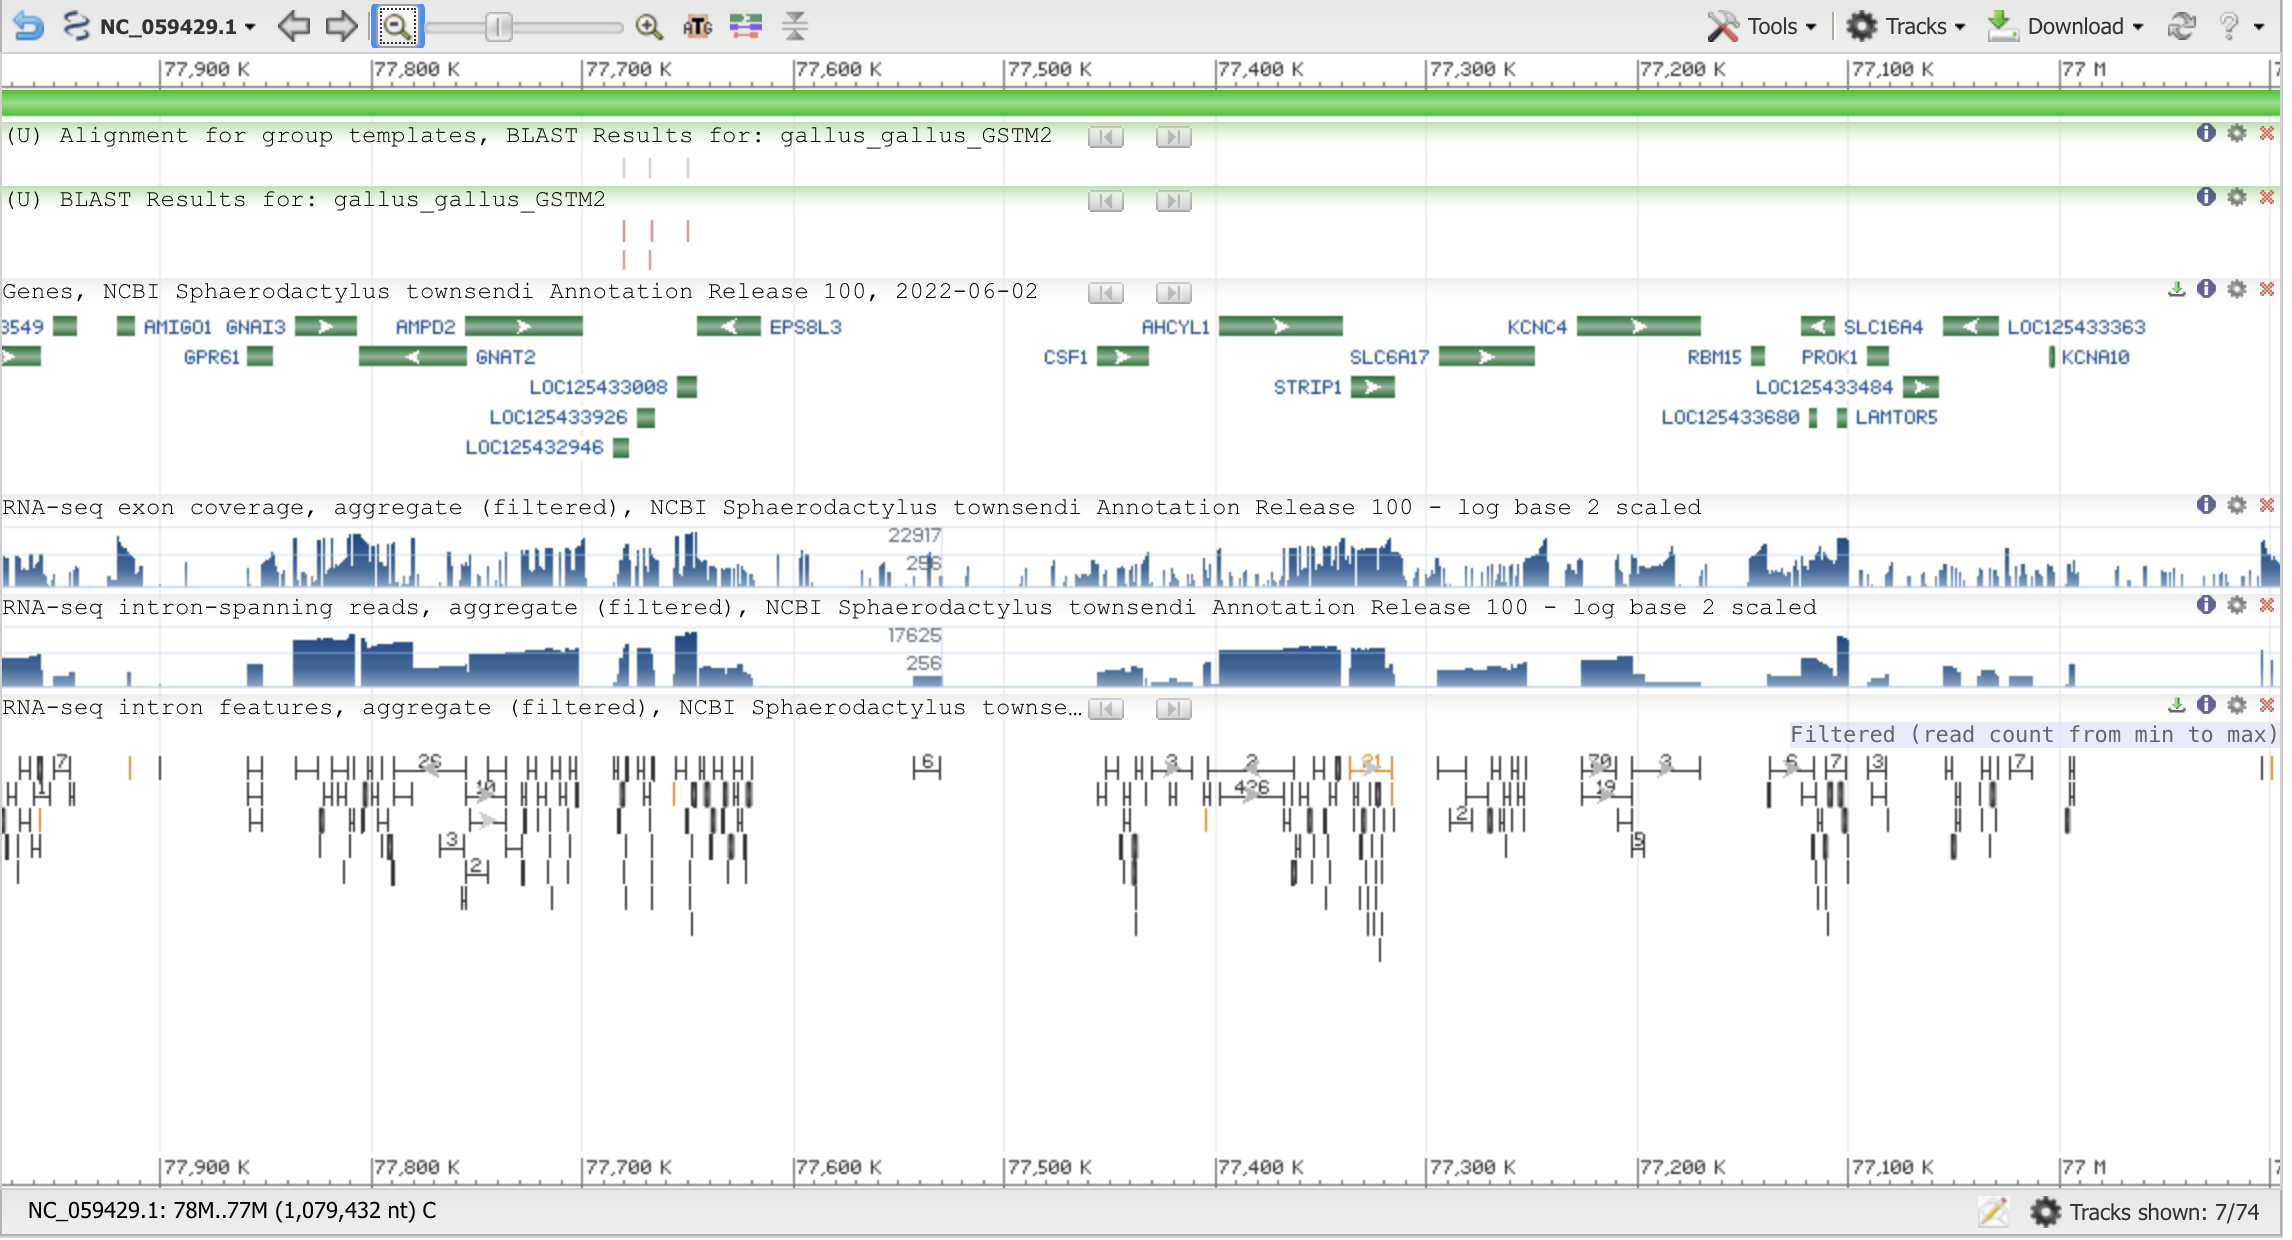 NC_059429.1 ATG Tools Tracks Download ?
77,900 K 77,800 K 77,700 K 77,600 K 77,500 K 77,400 K 77,300 K 77,200 K 77,100 K 77 M
(U) Alignment for group templates, BLAST Results for: gallus_gallus_GSTM2
(U) BLAST Results for: gallus_gallus_GSTM2
Genes, NCBI Sphaerodactylus townsendi Annotation Release 100, 2022-06-02
3549 AMIGO1 GNAI3 AMPD2 EPS8L3 AHCYL1 KCNC4 SLC16A4 LOC125433363
GPR61 GNAT2 CSF1 SLC6A17 RBM15 PROK1 KCNA10
LOC125433008 STRIP1 LOC125433484
LOC125433926 LOC125433680 LAMTOR5
LOC125432946
RNA-seq exon coverage, aggregate (filtered), NCBI Sphaerodactylus townsendi Annotation Release 100 - log base 2 scaled
22917
256
RNA-seq intron-spanning reads, aggregate (filtered), NCBI Sphaerodactylus townsendi Annotation Release 100 - log base 2 scaled
17625
256
RNA-seq intron features, aggregate (filtered), NCBI Sphaerodactylus townse…
Filtered (read count from min to max)
7 26 6 3 2 21 70 3 6 7 3 7
1 10 426 19
2
3 5
2
77,900 K 77,800 K 77,700 K 77,600 K 77,500 K 77,400 K 77,300 K 77,200 K 77,100 K 77 M
NC_059429.1: 78M..77M (1,079,432 nt) C Tracks shown: 7/74